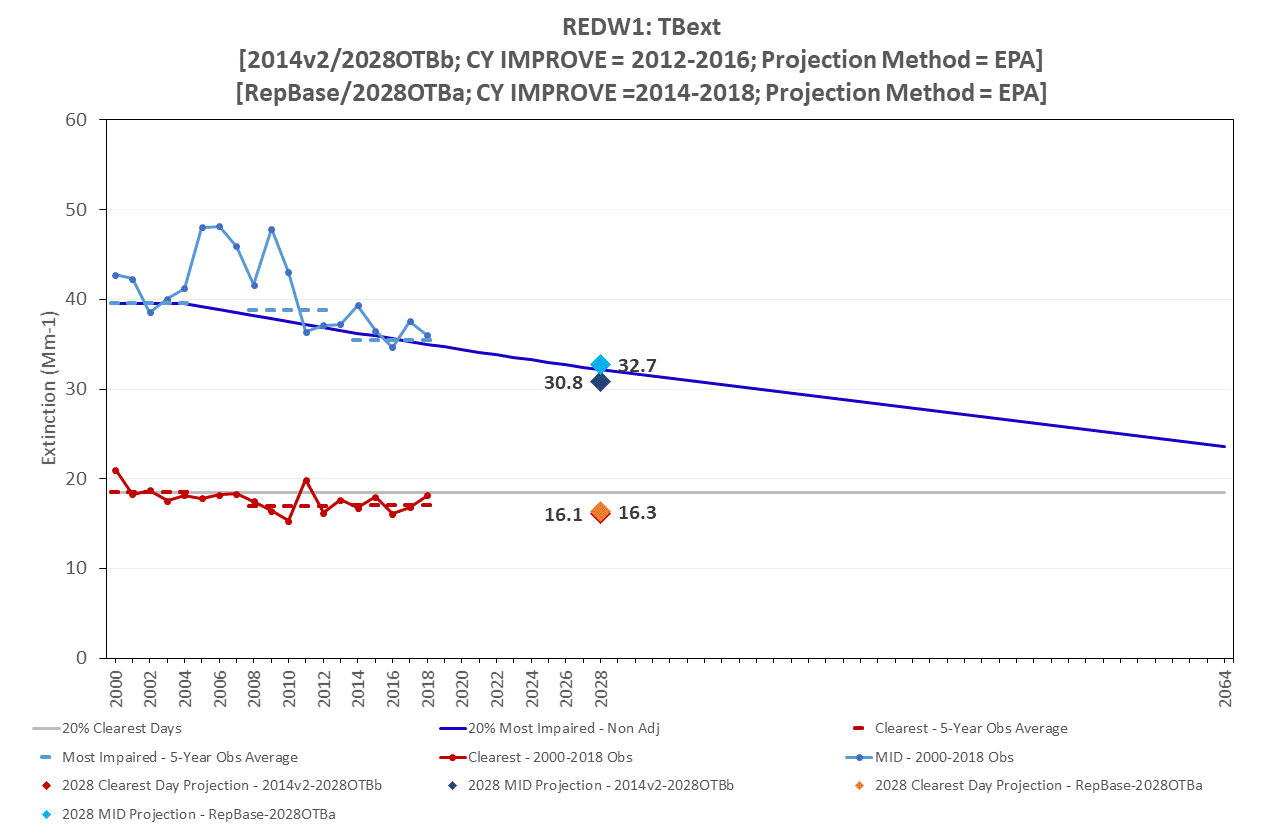 REDW1: TBext
[2014v2/2028OTBb; CY IMPROVE = 2012-2016; Projection Method = EPA]
[RepBase/2028OTBa; CY IMPROVE =2014-2018; Projection Method = EPA]
Extinction (Mm-1)
60
50
40
30
20
10
0
32.7
30.8
16.1
16.3
2000
2002
2004
2006
2008
2010
2012
2014
2016
2018
2020
2022
2024
2026
2028
2064
20% Clearest Days
20% Most Impaired - Non Adj
Clearest - 5-Year Obs Average
Most Impaired - 5-Year Obs Average
Clearest - 2000-2018 Obs
MID - 2000-2018 Obs
2028 Clearest Day Projection - 2014v2-2028OTBb
2028 MID Projection - 2014v2-2028OTBb
2028 Clearest Day Projection - RepBase-2028OTBa
2028 MID Projection - RepBase-2028OTBa